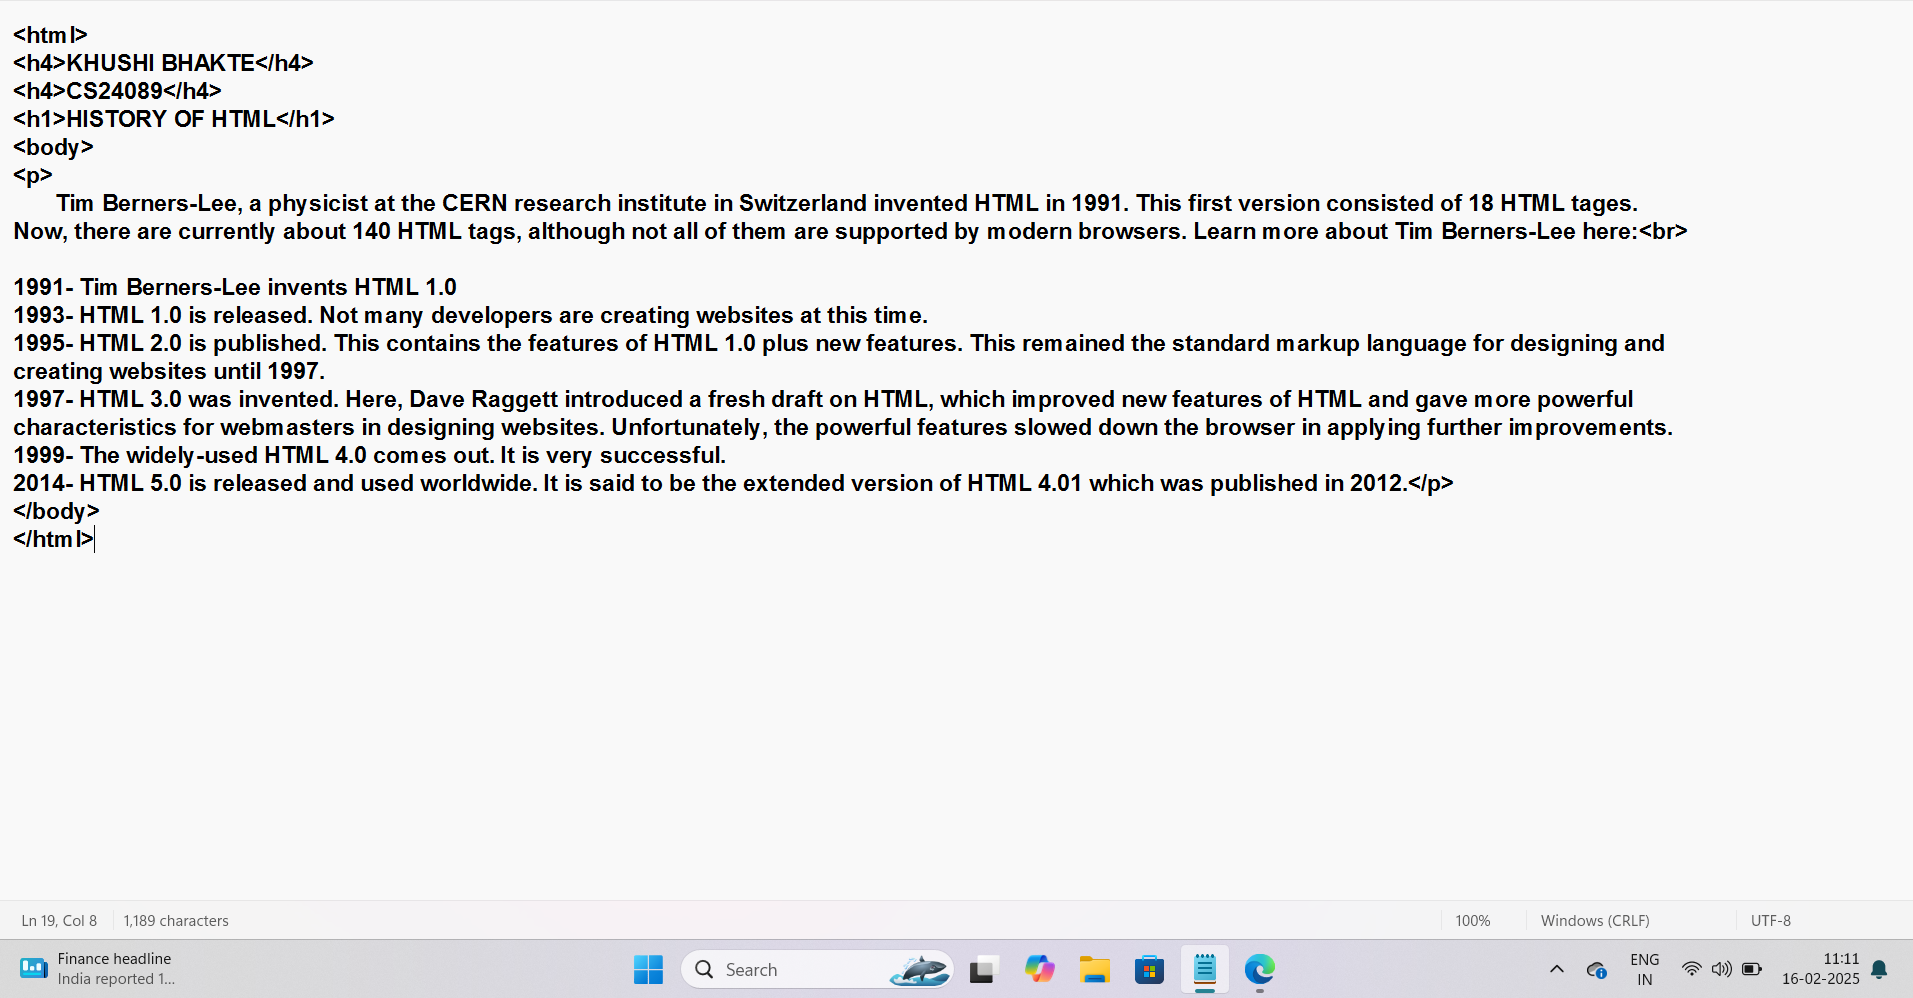 <html>
<h4>KHUSHI BHAKTE</h4>
<h4>CS24089</h4>
<h1>HISTORY OF HTML</h1>
<body>
<p>
Tim Berners-Lee, a physicist at the CERN research institute in Switzerland invented HTML in 1991. This first version consisted of 18 HTML tages.
Now, there are currently about 140 HTML tags, although not all of them are supported by modern browsers. Learn more about Tim Berners-Lee here:<br>
1991- Tim Berners-Lee invents HTML 1.0
1993- HTML 1.0 is released. Not many developers are creating websites at this time.
1995- HTML 2.0 is published. This contains the features of HTML 1.0 plus new features. This remained the standard markup language for designing and
creating websites until 1997.
1997- HTML 3.0 was invented. Here, Dave Raggett introduced a fresh draft on HTML, which improved new features of HTML and gave more powerful
characteristics for webmasters in designing websites. Unfortunately, the powerful features slowed down the browser in applying further improvements.
1999- The widely-used HTML 4.0 comes out. It is very successful.
2014- HTML 5.0 is released and used worldwide. It is said to be the extended version of HTML 4.01 which was published in 2012.</p>
</body>
</html>
Ln 19, Col 8 1,189 characters 100% Windows (CRLF) UTF-8
Finance headline
India reported 1...
Search
ENG
IN
11:11
16-02-2025